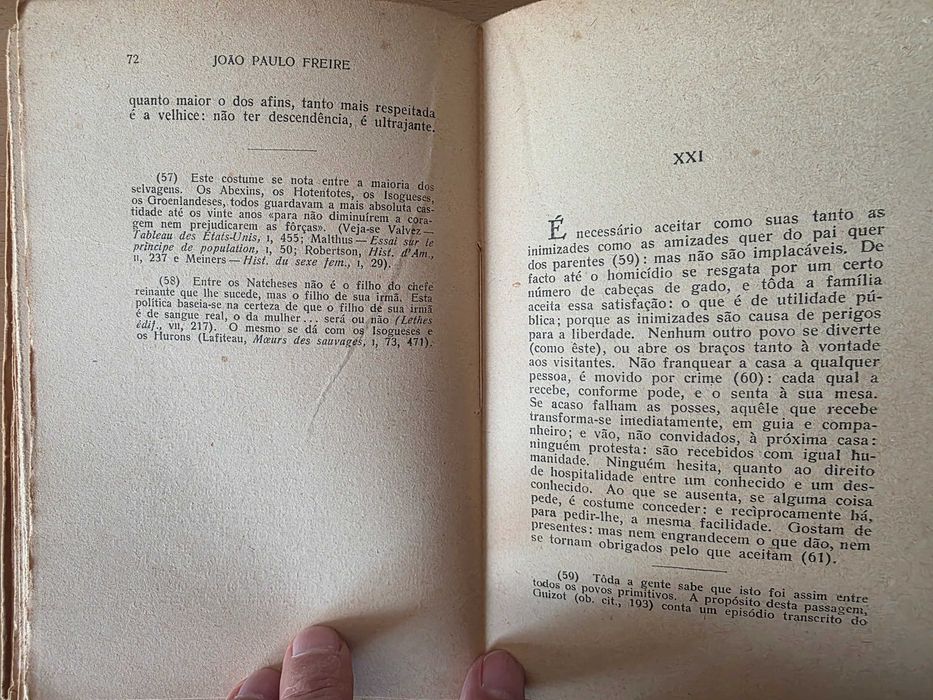 72
JOÃO PAULO FREIRE
quanto maior o dos afins, tanto mais respeitada
é a velhice: não ter descendência, é ultrajante.
(57) Este costume se nota entre a maioria dos
selvagens. Os Abexins, os Hotentotes, os Isogueses,
os Groenlandeses, todos guardavam a mais absoluta cas-
tidade até os vinte anos «para não diminuírem a cora-
gem nem prejudicarem as fôrças». (Veja-se Valvez —
Tableau des États-Unis, I, 455; Malthus — Essai sur le
principe de population, I, 50; Robertson, Hist. d'Am.,
II, 237 e Meiners — Hist. du sexe fem., I, 29).
(58) Entre os Natcheses não é o filho do chefe
reinante que lhe sucede, mas o filho de sua irmã. Esta
política baseia-se na certeza de que o filho de sua irmã
é de sangue real, o da mulher... será ou não (Lethes
édif., VII, 217). O mesmo se dá com os Isogueses e
os Hurons (Lafiteau, Mœurs des sauvages, I, 73, 471).
XXI
É necessário aceitar como suas tanto as
inimizades como as amizades quer do pai quer
dos parentes (59): mas não são implacáveis. De
facto até o homicídio se resgata por um certo
número de cabeças de gado, e tôda a família
aceita essa satisfação: o que é de utilidade pú-
blica; porque as inimizades são causa de perigos
para a liberdade. Nenhum outro povo se diverte
(como êste), ou abre os braços tanto à vontade
aos visitantes. Não franquear a casa a qualquer
pessoa, é movido por crime (60): cada qual a
recebe, conforme pode, e o senta à sua mesa.
Se acaso falham as posses, aquêle que recebe
transforma-se imediatamente, em guia e compa-
nheiro; e vão, não convidados, à próxima casa:
ninguém protesta: são recebidos com igual hu-
manidade. Ninguém hesita, quanto ao direito
de hospitalidade entre um conhecido e um des-
conhecido. Ao que se ausenta, se alguma coisa
pede, é costume conceder: e recìprocamente há,
para pedir-lhe, a mesma facilidade. Gostam de
presentes: mas nem engrandecem o que dão, nem
se tornam obrigados pelo que aceitam (61).
(59) Tôda a gente sabe que isto foi assim entre
todos os povos primitivos. A propósito desta passagem,
Guizot (ob. cit., 193) conta um episódio transcrito do